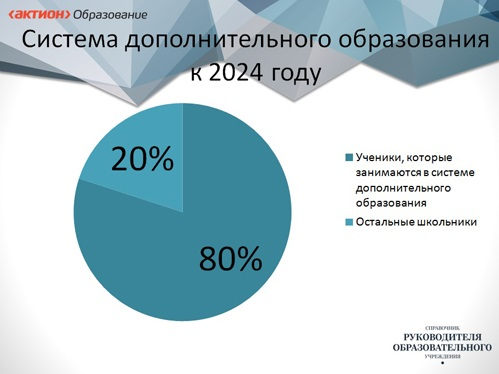 ‹актион› Образование
Система дополнительного образования
к 2024 году
20%
80%
Ученики, которые
занимаются в системе
дополнительного
образования
Остальные школьники
СПРАВОЧНИК
РУКОВОДИТЕЛЯ
ОБРАЗОВАТЕЛЬНОГО
УЧРЕЖДЕНИЯ